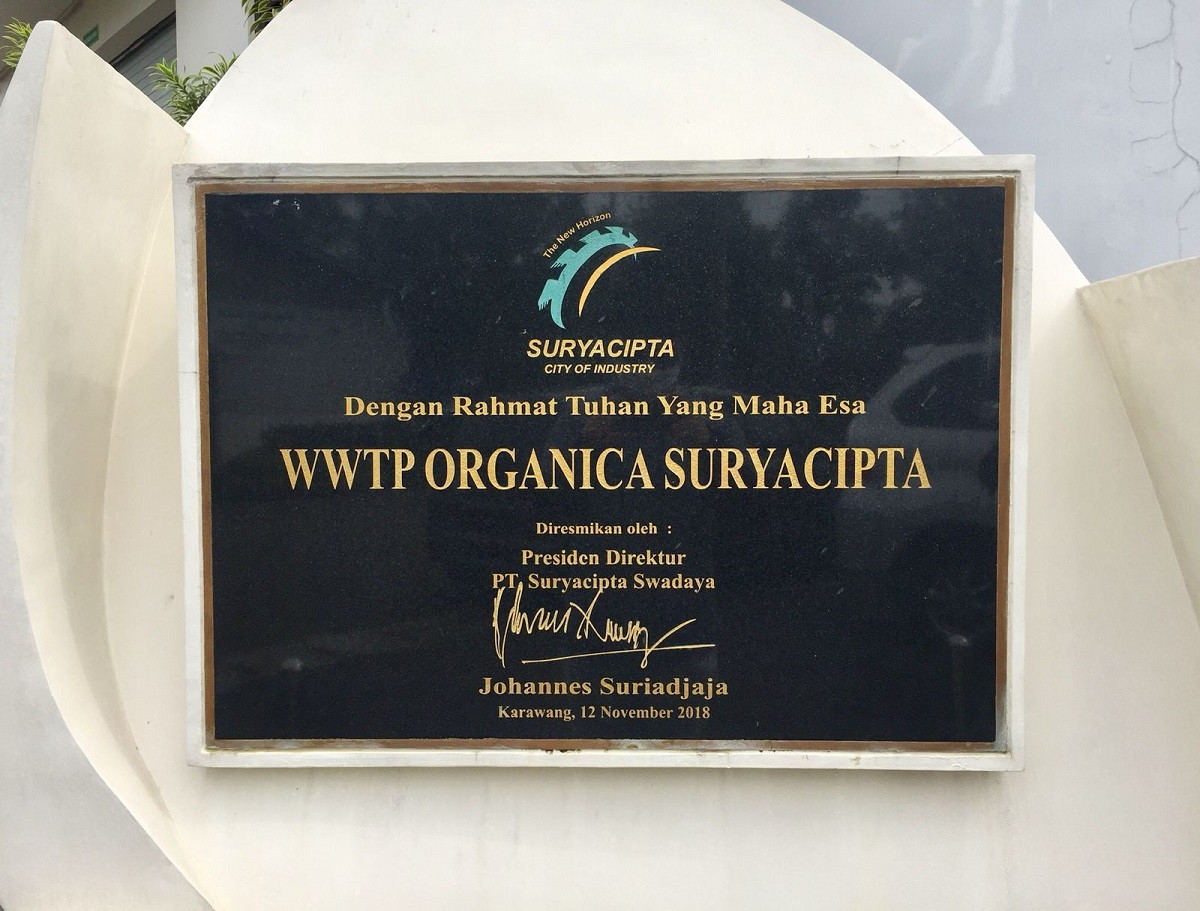 The New Horizon
SURYACIPTA
CITY OF INDUSTRY
Dengan Rahmat Tuhan Yang Maha Esa
WWTP ORGANICA SURYACIPTA
Diresmikan oleh :
Presiden Direktur
PT. Suryacipta Swadaya
Johannes Suriadjaja
Karawang, 12 November 2018